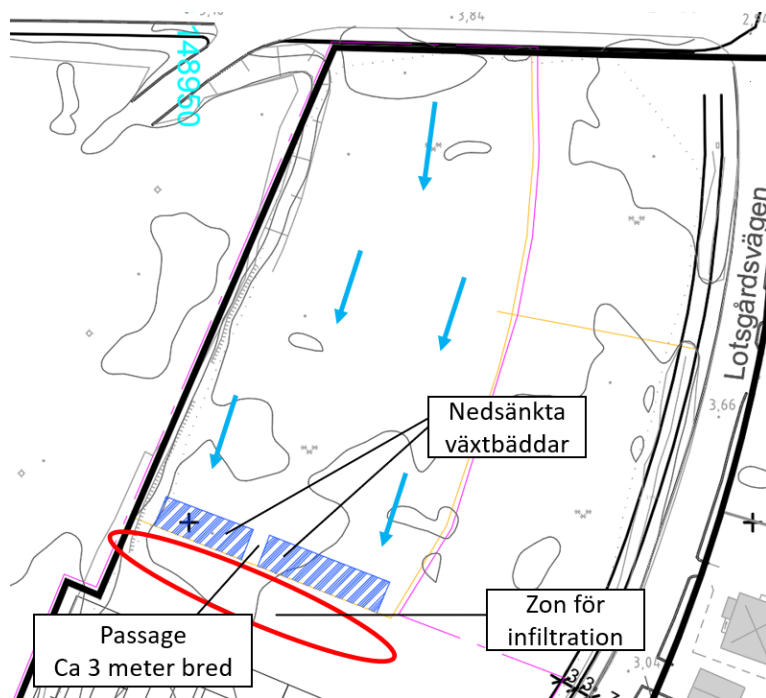 3,84
148950
Lotsgårdsvägen
3,66
Nedsänkta
växtbäddar
Zon för
infiltration
Passage
Ca 3 meter bred
3,04